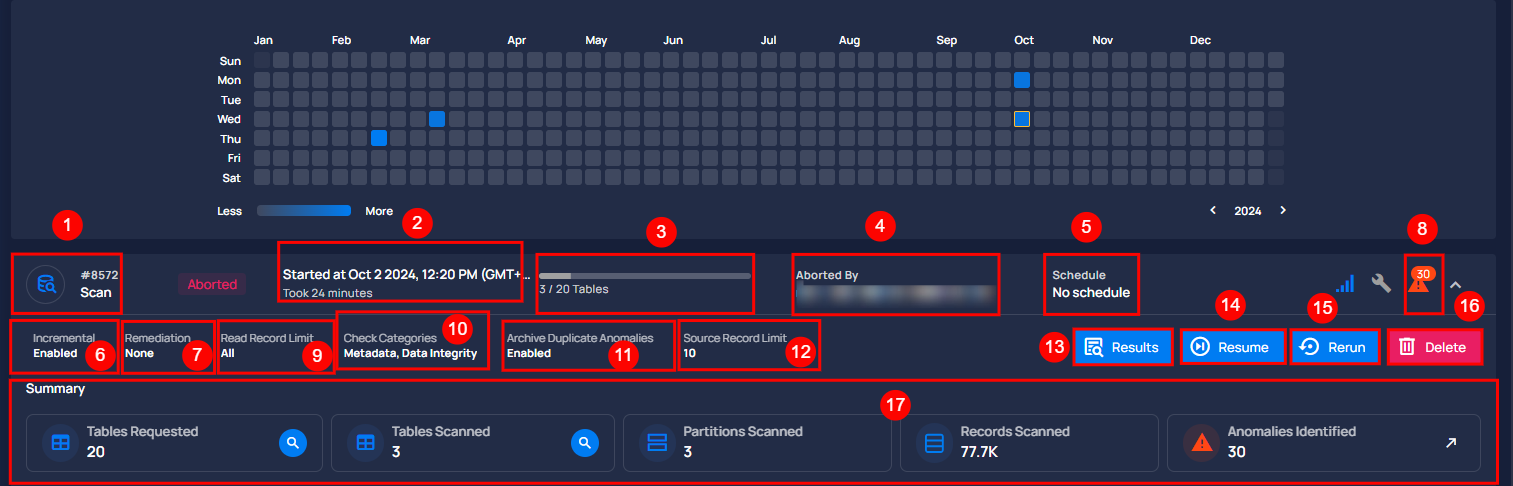 Jan Feb Mar Apr May Jun Jul Aug Sep Oct Nov Dec
Sun
Mon
Tue
Wed
Thu
Fri
Sat
Less More
2024
1
2
3
4
5
8
#8572
Scan
Aborted
Started at Oct 2 2024, 12:20 PM (GMT+...
Took 24 minutes
3 / 20 Tables
Aborted By
Schedule
No schedule
30
Incremental
Enabled
6
Remediation
None
7
Read Record Limit
All
9
Check Categories
Metadata, Data Integrity
10
Archive Duplicate Anomalies
Enabled
11
Source Record Limit
10
12
13
Results
14
Resume
15
Rerun
16
Delete
Summary
17
Tables Requested
20
Tables Scanned
3
Partitions Scanned
3
Records Scanned
77.7K
Anomalies Identified
30